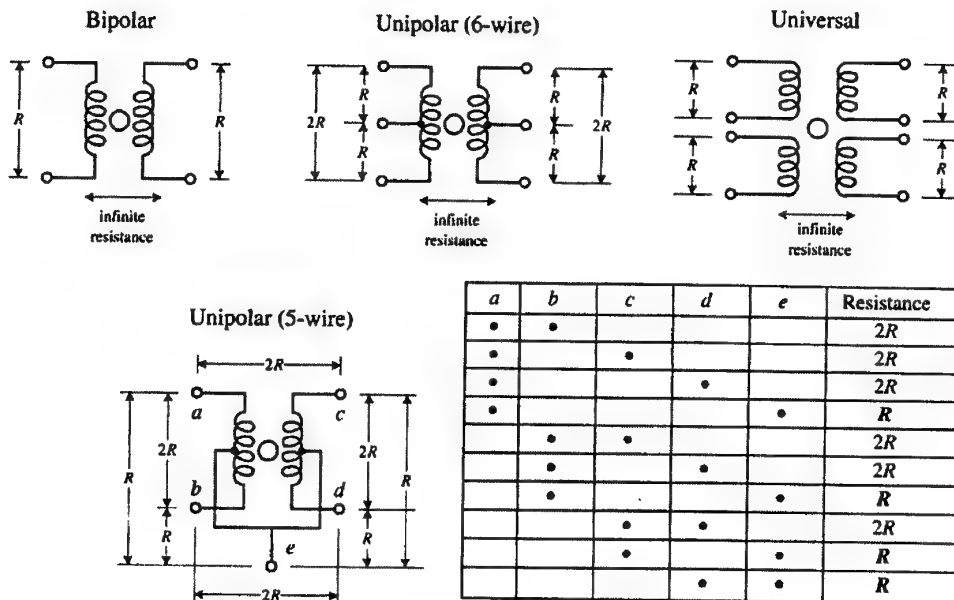 Bipolar
Unipolar (6-wire)
Universal
R
R
2R
R
R
R
R
2R
R
R
R
R
infinite
resistance
infinite
resistance
infinite
resistance
Unipolar (5-wire)
2R
a
c
R
2R
2R
R
b
d
R
R
e
2R
a b c d e Resistance
• • 2R
• • 2R
• • 2R
• • R
• • 2R
• • 2R
• • R
• • 2R
• • R
• • R